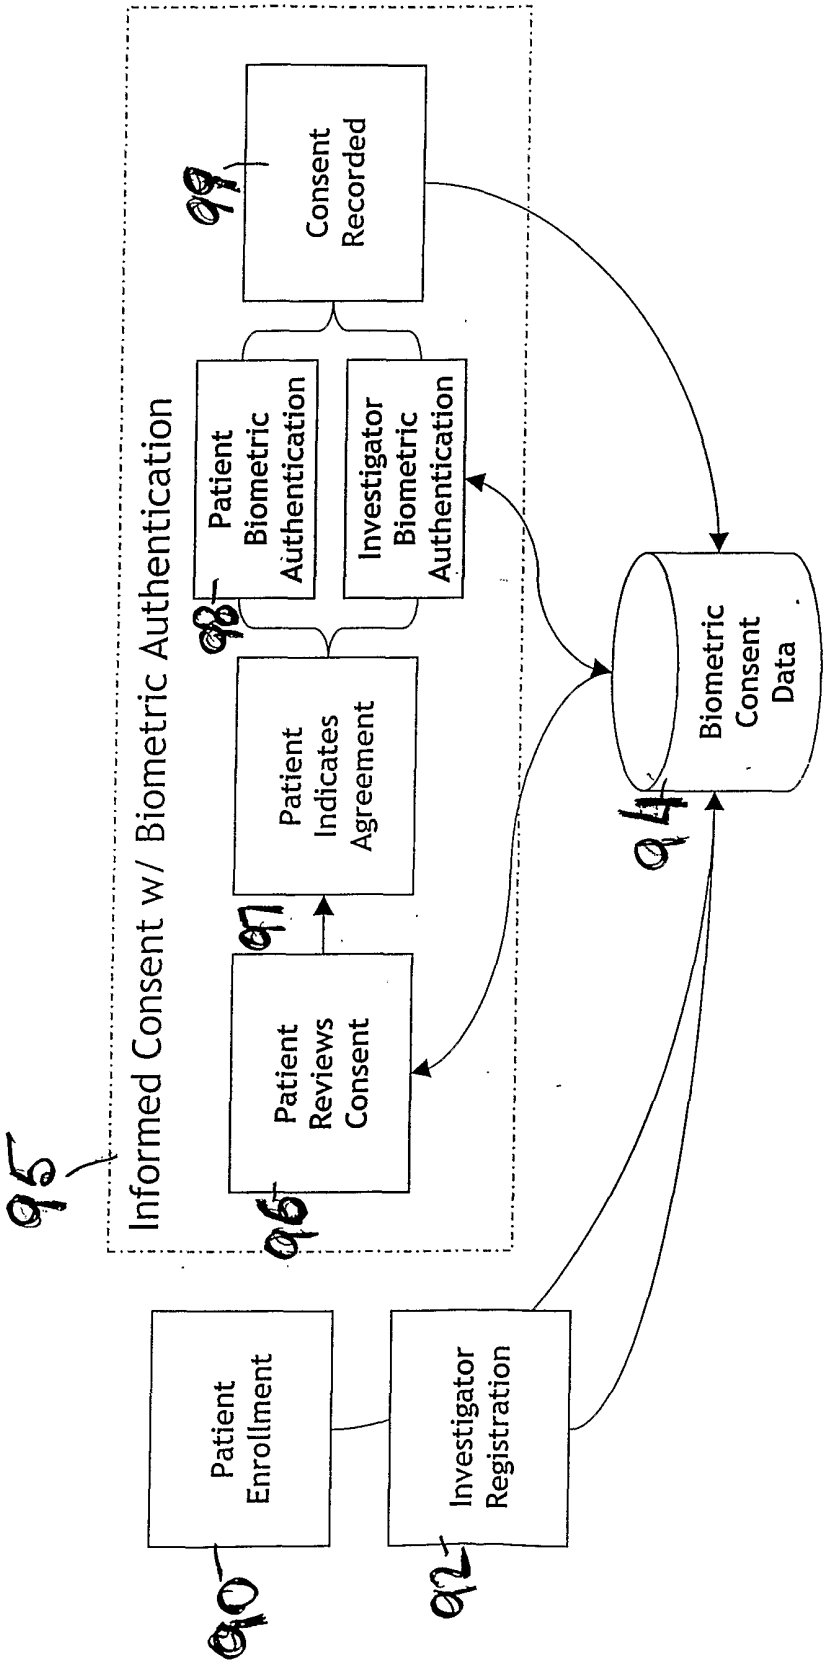 95
Informed Consent w/ Biometric Authentication
90
Patient
Enrollment
92
Investigator
Registration
96
Patient
Reviews
Consent
97
Patient
Indicates
Agreement
98
Patient
Biometric
Authentication
Investigator
Biometric
Authentication
99
Consent
Recorded
94
Biometric
Consent
Data